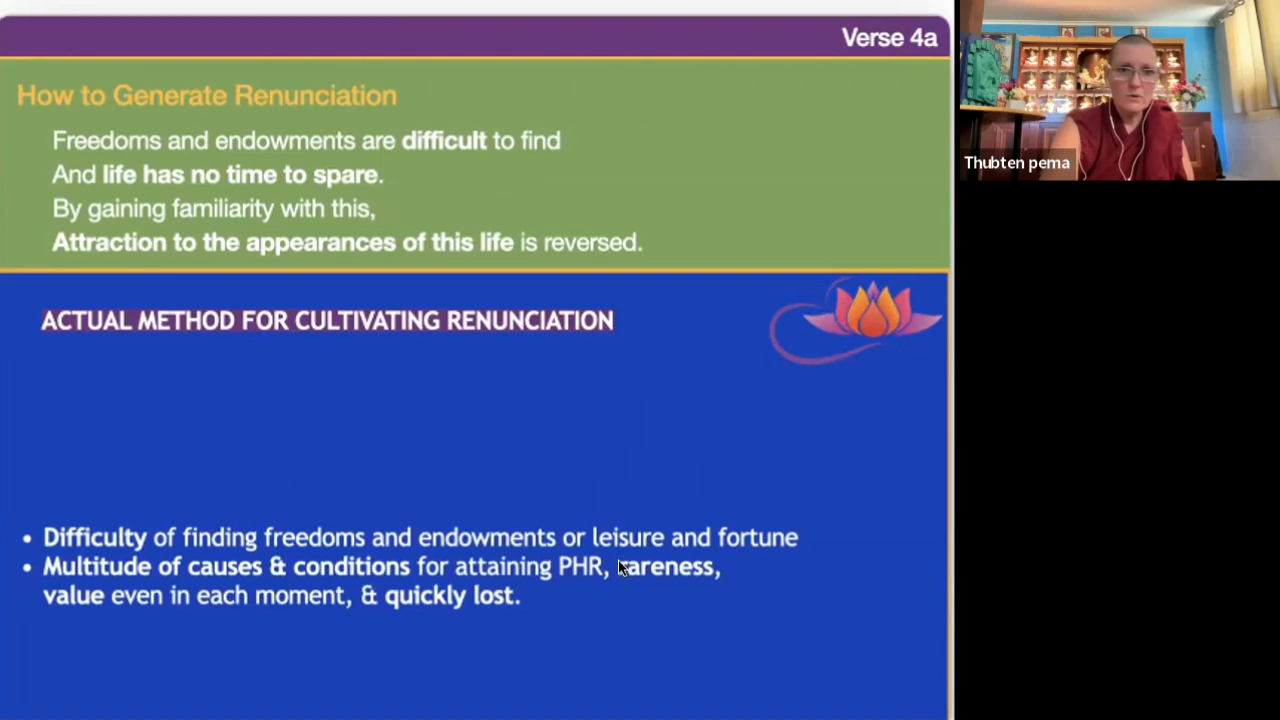 Verse 4a
How to Generate Renunciation
Freedoms and endowments are difficult to find
And life has no time to spare.
By gaining familiarity with this,
Attraction to the appearances of this life is reversed.
ACTUAL METHOD FOR CULTIVATING RENUNCIATION
• Difficulty of finding freedoms and endowments or leisure and fortune
• Multitude of causes & conditions for attaining PHR, rareness,
value even in each moment, & quickly lost.
Thubten pema